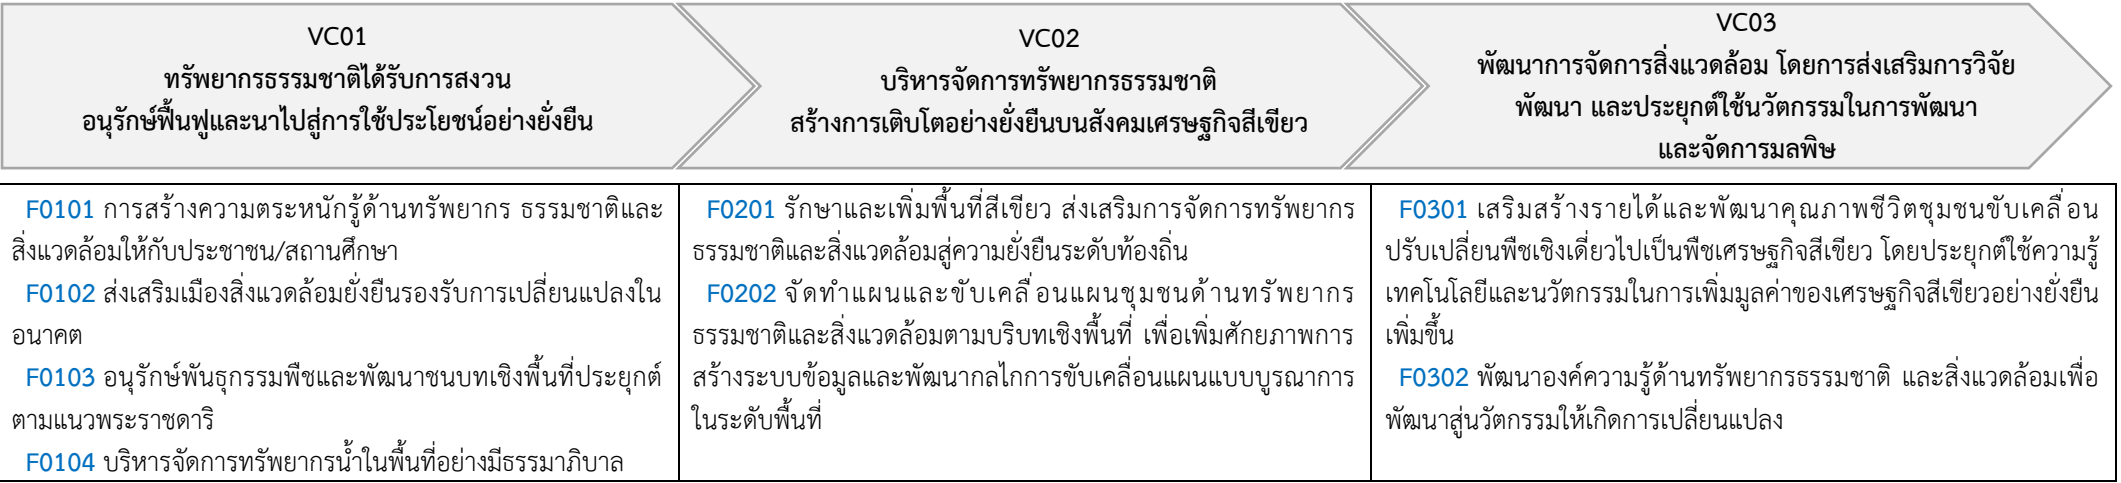 VC01
ทรัพยากรธรรมชาติได้รับการสงวน
อนุรักษ์ฟื้นฟูและนาไปสู่การใช้ประโยชน์อย่างยั่งยืน
VC02
บริหารจัดการทรัพยากรธรรมชาติ
สร้างการเติบโตอย่างยั่งยืนบนสังคมเศรษฐกิจสีเขียว
VC03
พัฒนาการจัดการสิ่งแวดล้อม โดยการส่งเสริมการวิจัย
พัฒนา และประยุกต์ใช้นวัตกรรมในการพัฒนา
และจัดการมลพิษ
F0101 การสร้างความตระหนักรู้ด้านทรัพยากร ธรรมชาติและ
สิ่งแวดล้อมให้กับประชาชน/สถานศึกษา
F0102 ส่งเสริมเมืองสิ่งแวดล้อมยั่งยืนรองรับการเปลี่ยนแปลงใน
อนาคต
F0103 อนุรักษ์พันธุกรรมพืชและพัฒนาชนบทเชิงพื้นที่ประยุกต์
ตามแนวพระราชดาริ
F0104 บริหารจัดการทรัพยากรน้ำในพื้นที่อย่างมีธรรมาภิบาล
F0201 รักษาและเพิ่มพื้นที่สีเขียว ส่งเสริมการจัดการทรัพยากร
ธรรมชาติและสิ่งแวดล้อมสู่ความยั่งยืนระดับท้องถิ่น
F0202 จัดทำแผนและขับเคลื่อนแผนชุมชนด้านทรัพยากร
ธรรมชาติและสิ่งแวดล้อมตามบริบทเชิงพื้นที่ เพื่อเพิ่มศักยภาพการ
สร้างระบบข้อมูลและพัฒนากลไกการขับเคลื่อนแผนแบบบูรณาการ
ในระดับพื้นที่
F0301 เสริมสร้างรายได้และพัฒนาคุณภาพชีวิตชุมชนขับเคลื่อน
ปรับเปลี่ยนพืชเชิงเดี่ยวไปเป็นพืชเศรษฐกิจสีเขียว โดยประยุกต์ใช้ความรู้
เทคโนโลยีและนวัตกรรมในการเพิ่มมูลค่าของเศรษฐกิจสีเขียวอย่างยั่งยืน
เพิ่มขึ้น
F0302 พัฒนาองค์ความรู้ด้านทรัพยากรธรรมชาติ และสิ่งแวดล้อมเพื่อ
พัฒนาสู่นวัตกรรมให้เกิดการเปลี่ยนแปลง